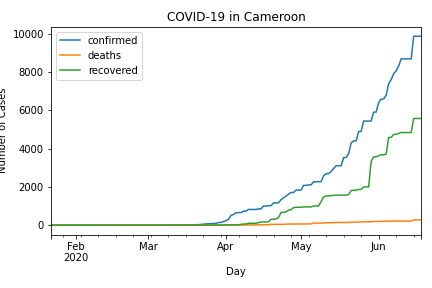 COVID-19 in Cameroon
confirmed
deaths
recovered
10000
8000
6000
4000
2000
0
Number of Cases
Feb
2020
Mar
Apr
May
Jun
Day